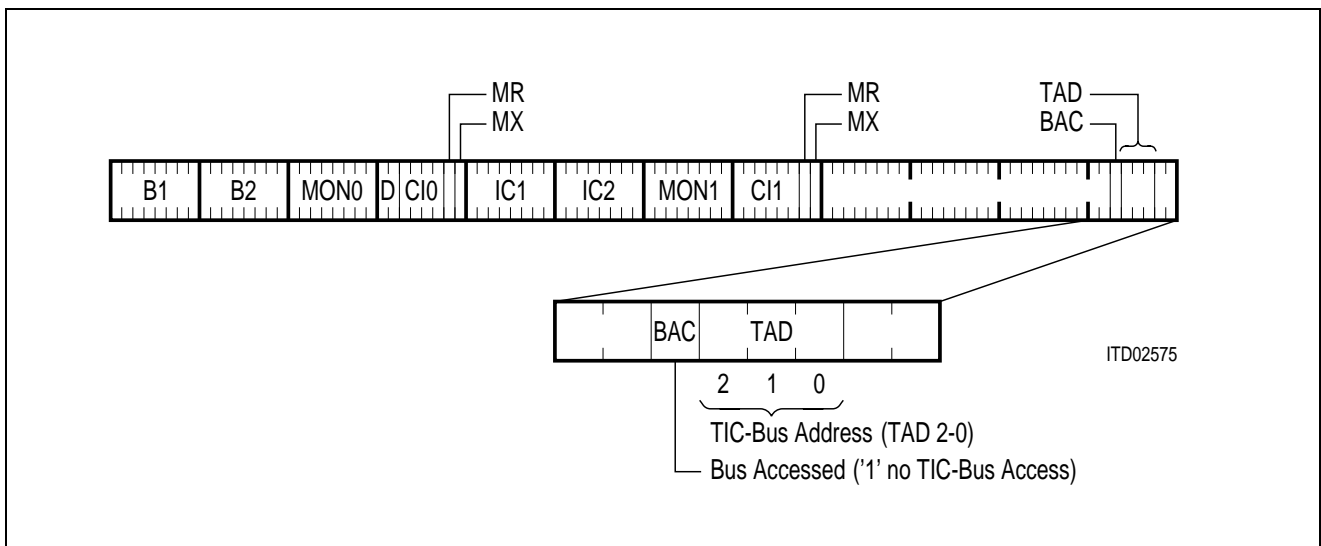 MR MR TAD
MX MX BAC
B1 B2 MON0 D CI0 IC1 IC2 MON1 CI1
BAC TAD
ITD02575
2 1 0
TIC-Bus Address (TAD 2-0)
Bus Accessed ('1' no TIC-Bus Access)